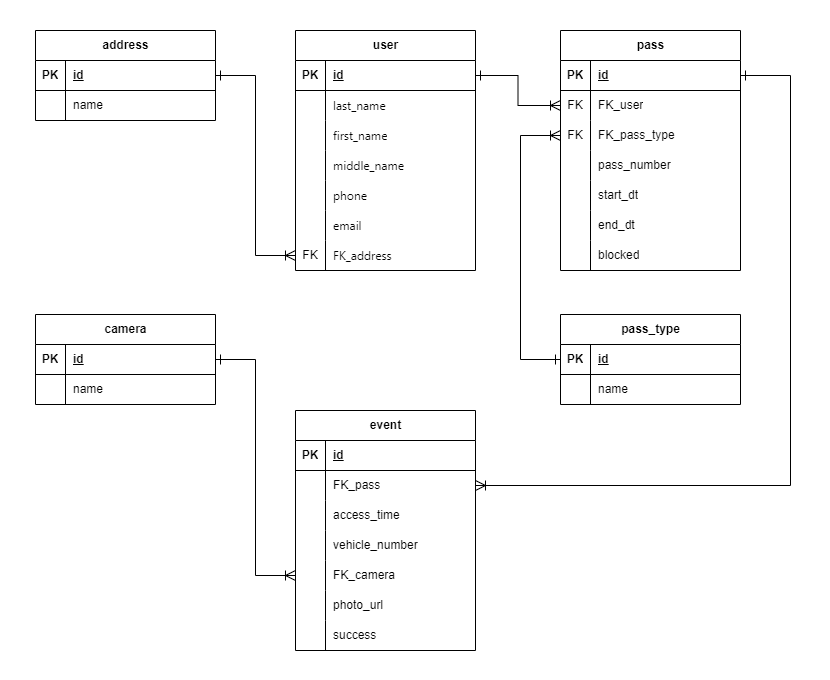 address
PK id
name
user
PK id
last_name
first_name
middle_name
phone
email
FK FK_address
pass
PK id
FK FK_user
FK FK_pass_type
pass_number
start_dt
end_dt
blocked
camera
PK id
name
pass_type
PK id
name
event
PK id
FK_pass
access_time
vehicle_number
FK_camera
photo_url
success